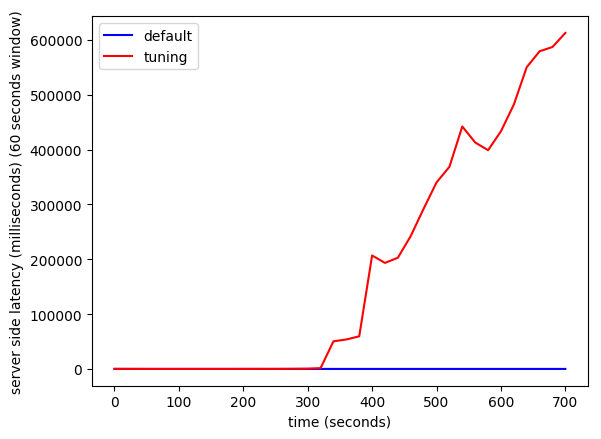 default
tuning
server side latency (milliseconds) (60 seconds window)
600000
500000
400000
300000
200000
100000
0
0 100 200 300 400 500 600 700
time (seconds)